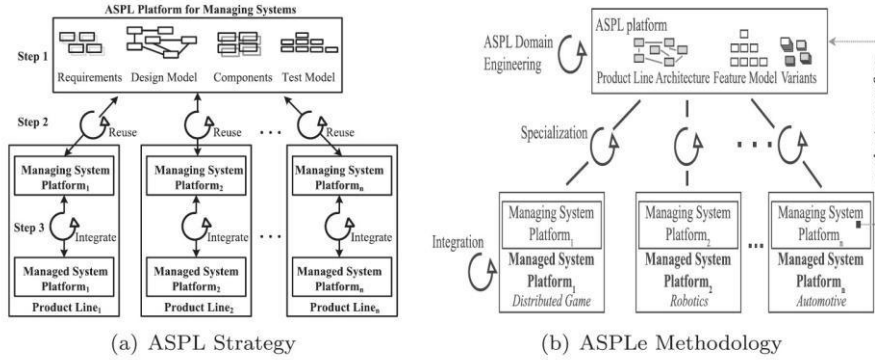 ASPL Platform for Managing Systems
Step 1
Requirements Design Model Components Test Model
Step 2
Reuse Reuse Reuse
Managing System Platform₁
Managing System Platform₂
Managing System Platformₙ
Step 3
Integrate Integrate Integrate
Managed System Platform₁
Managed System Platform₂
Managed System Platformₙ
Product Line₁ Product Line₂ Product Lineₙ
(a) ASPL Strategy
ASPL Domain Engineering
ASPL platform
Product Line Architecture Feature Model Variants
Specialization
Integration
Managing System Platform₁
Managed System Platform₁
Distributed Game
Managing System Platform₂
Managed System Platform₂
Robotics
Managing System Platformₙ
Managed System Platformₙ
Automotive
(b) ASPLe Methodology